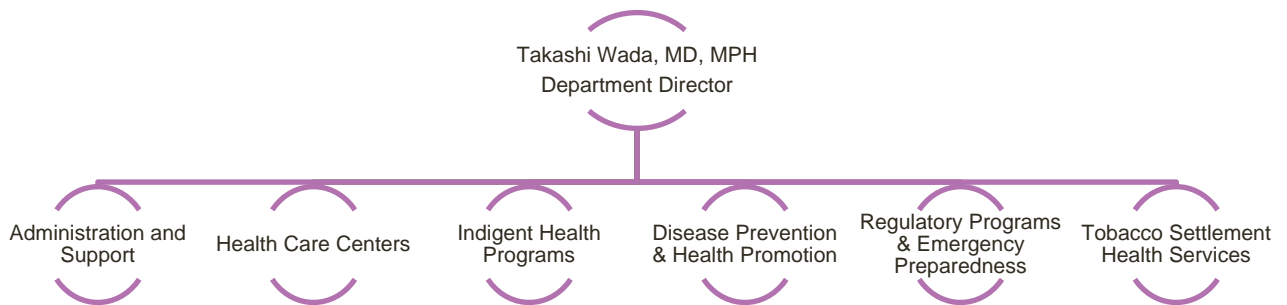 Takashi Wada, MD, MPH
Department Director
Administration and
Support
Health Care Centers
Indigent Health
Programs
Disease Prevention
& Health Promotion
Regulatory Programs
& Emergency
Preparedness
Tobacco Settlement
Health Services